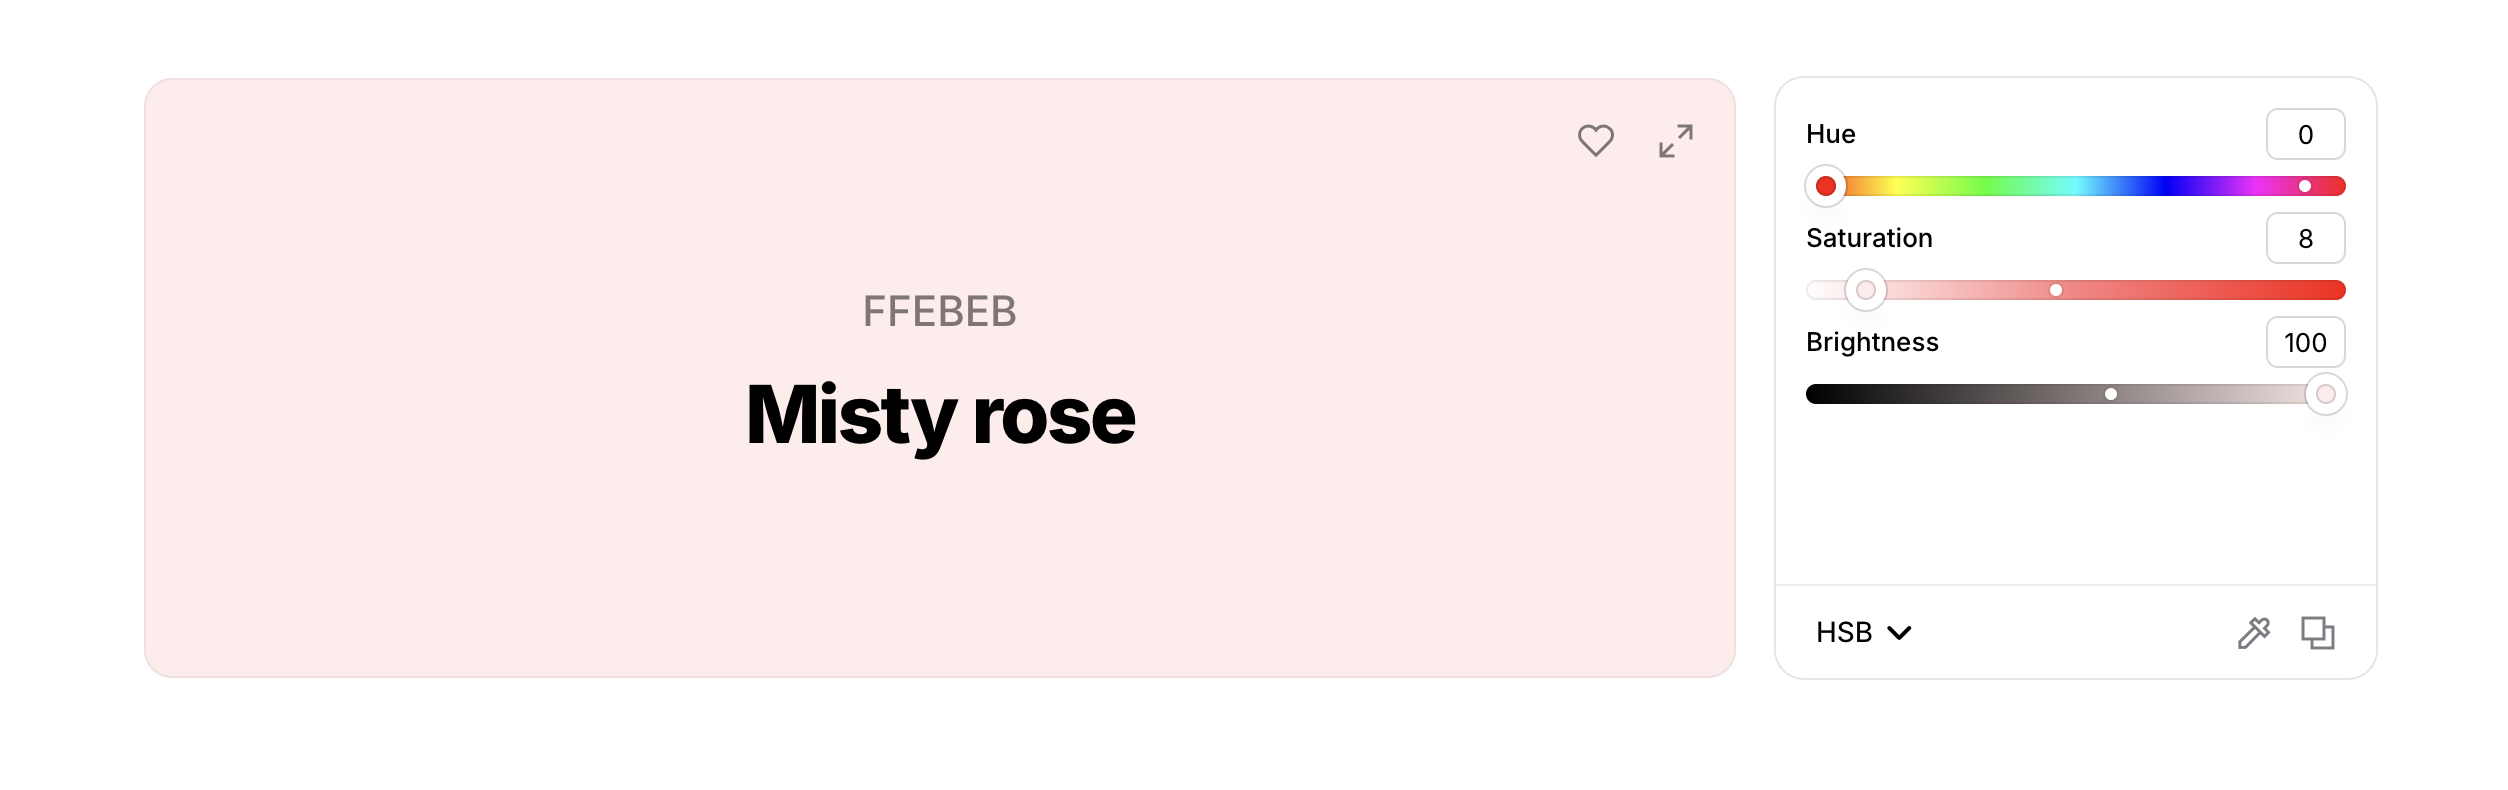 FFEBEB
Misty rose
Hue
0
Saturation
8
Brightness
100
HSB